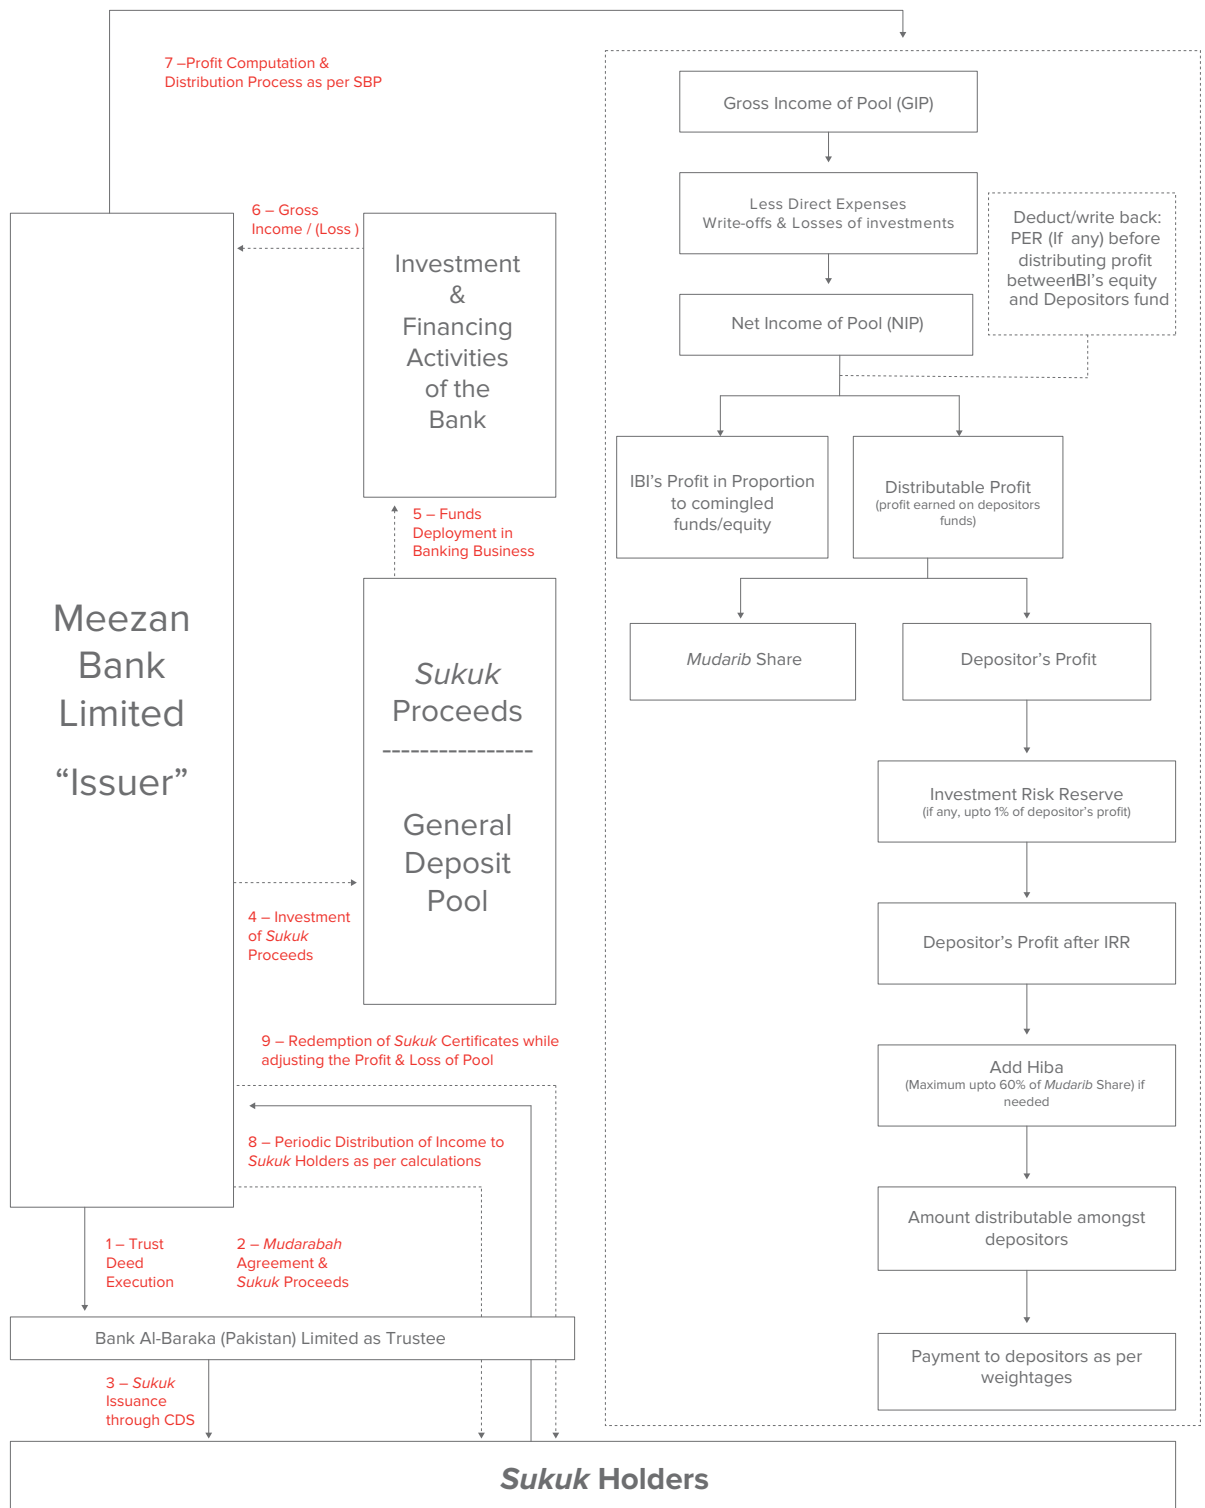 7 –Profit Computation &
Distribution Process as per SBP
Gross Income of Pool (GIP)
Less Direct Expenses
Write-offs & Losses of investments
Deduct/write back:
PER (If any) before
distributing profit
betweenIBI's equity
and Depositors fund
Net Income of Pool (NIP)
IBI's Profit in Proportion
to comingled
funds/equity
Distributable Profit
(profit earned on depositors
funds)
Mudarib Share
Depositor's Profit
Investment Risk Reserve
(if any, upto 1% of depositor's profit)
Depositor's Profit after IRR
Add Hiba
(Maximum upto 60% of Mudarib Share) if
needed
Amount distributable amongst
depositors
Payment to depositors as per
weightages
6 – Gross
Income / (Loss )
Investment
&
Financing
Activities
of the
Bank
5 – Funds
Deployment in
Banking Business
Meezan
Bank
Limited
“Issuer”
Sukuk
Proceeds
---------------
General
Deposit
Pool
4 – Investment
of Sukuk
Proceeds
9 – Redemption of Sukuk Certificates while
adjusting the Profit & Loss of Pool
8 – Periodic Distribution of Income to
Sukuk Holders as per calculations
1 – Trust
Deed
Execution
2 – Mudarabah
Agreement &
Sukuk Proceeds
Bank Al-Baraka (Pakistan) Limited as Trustee
3 – Sukuk
Issuance
through CDS
Sukuk Holders